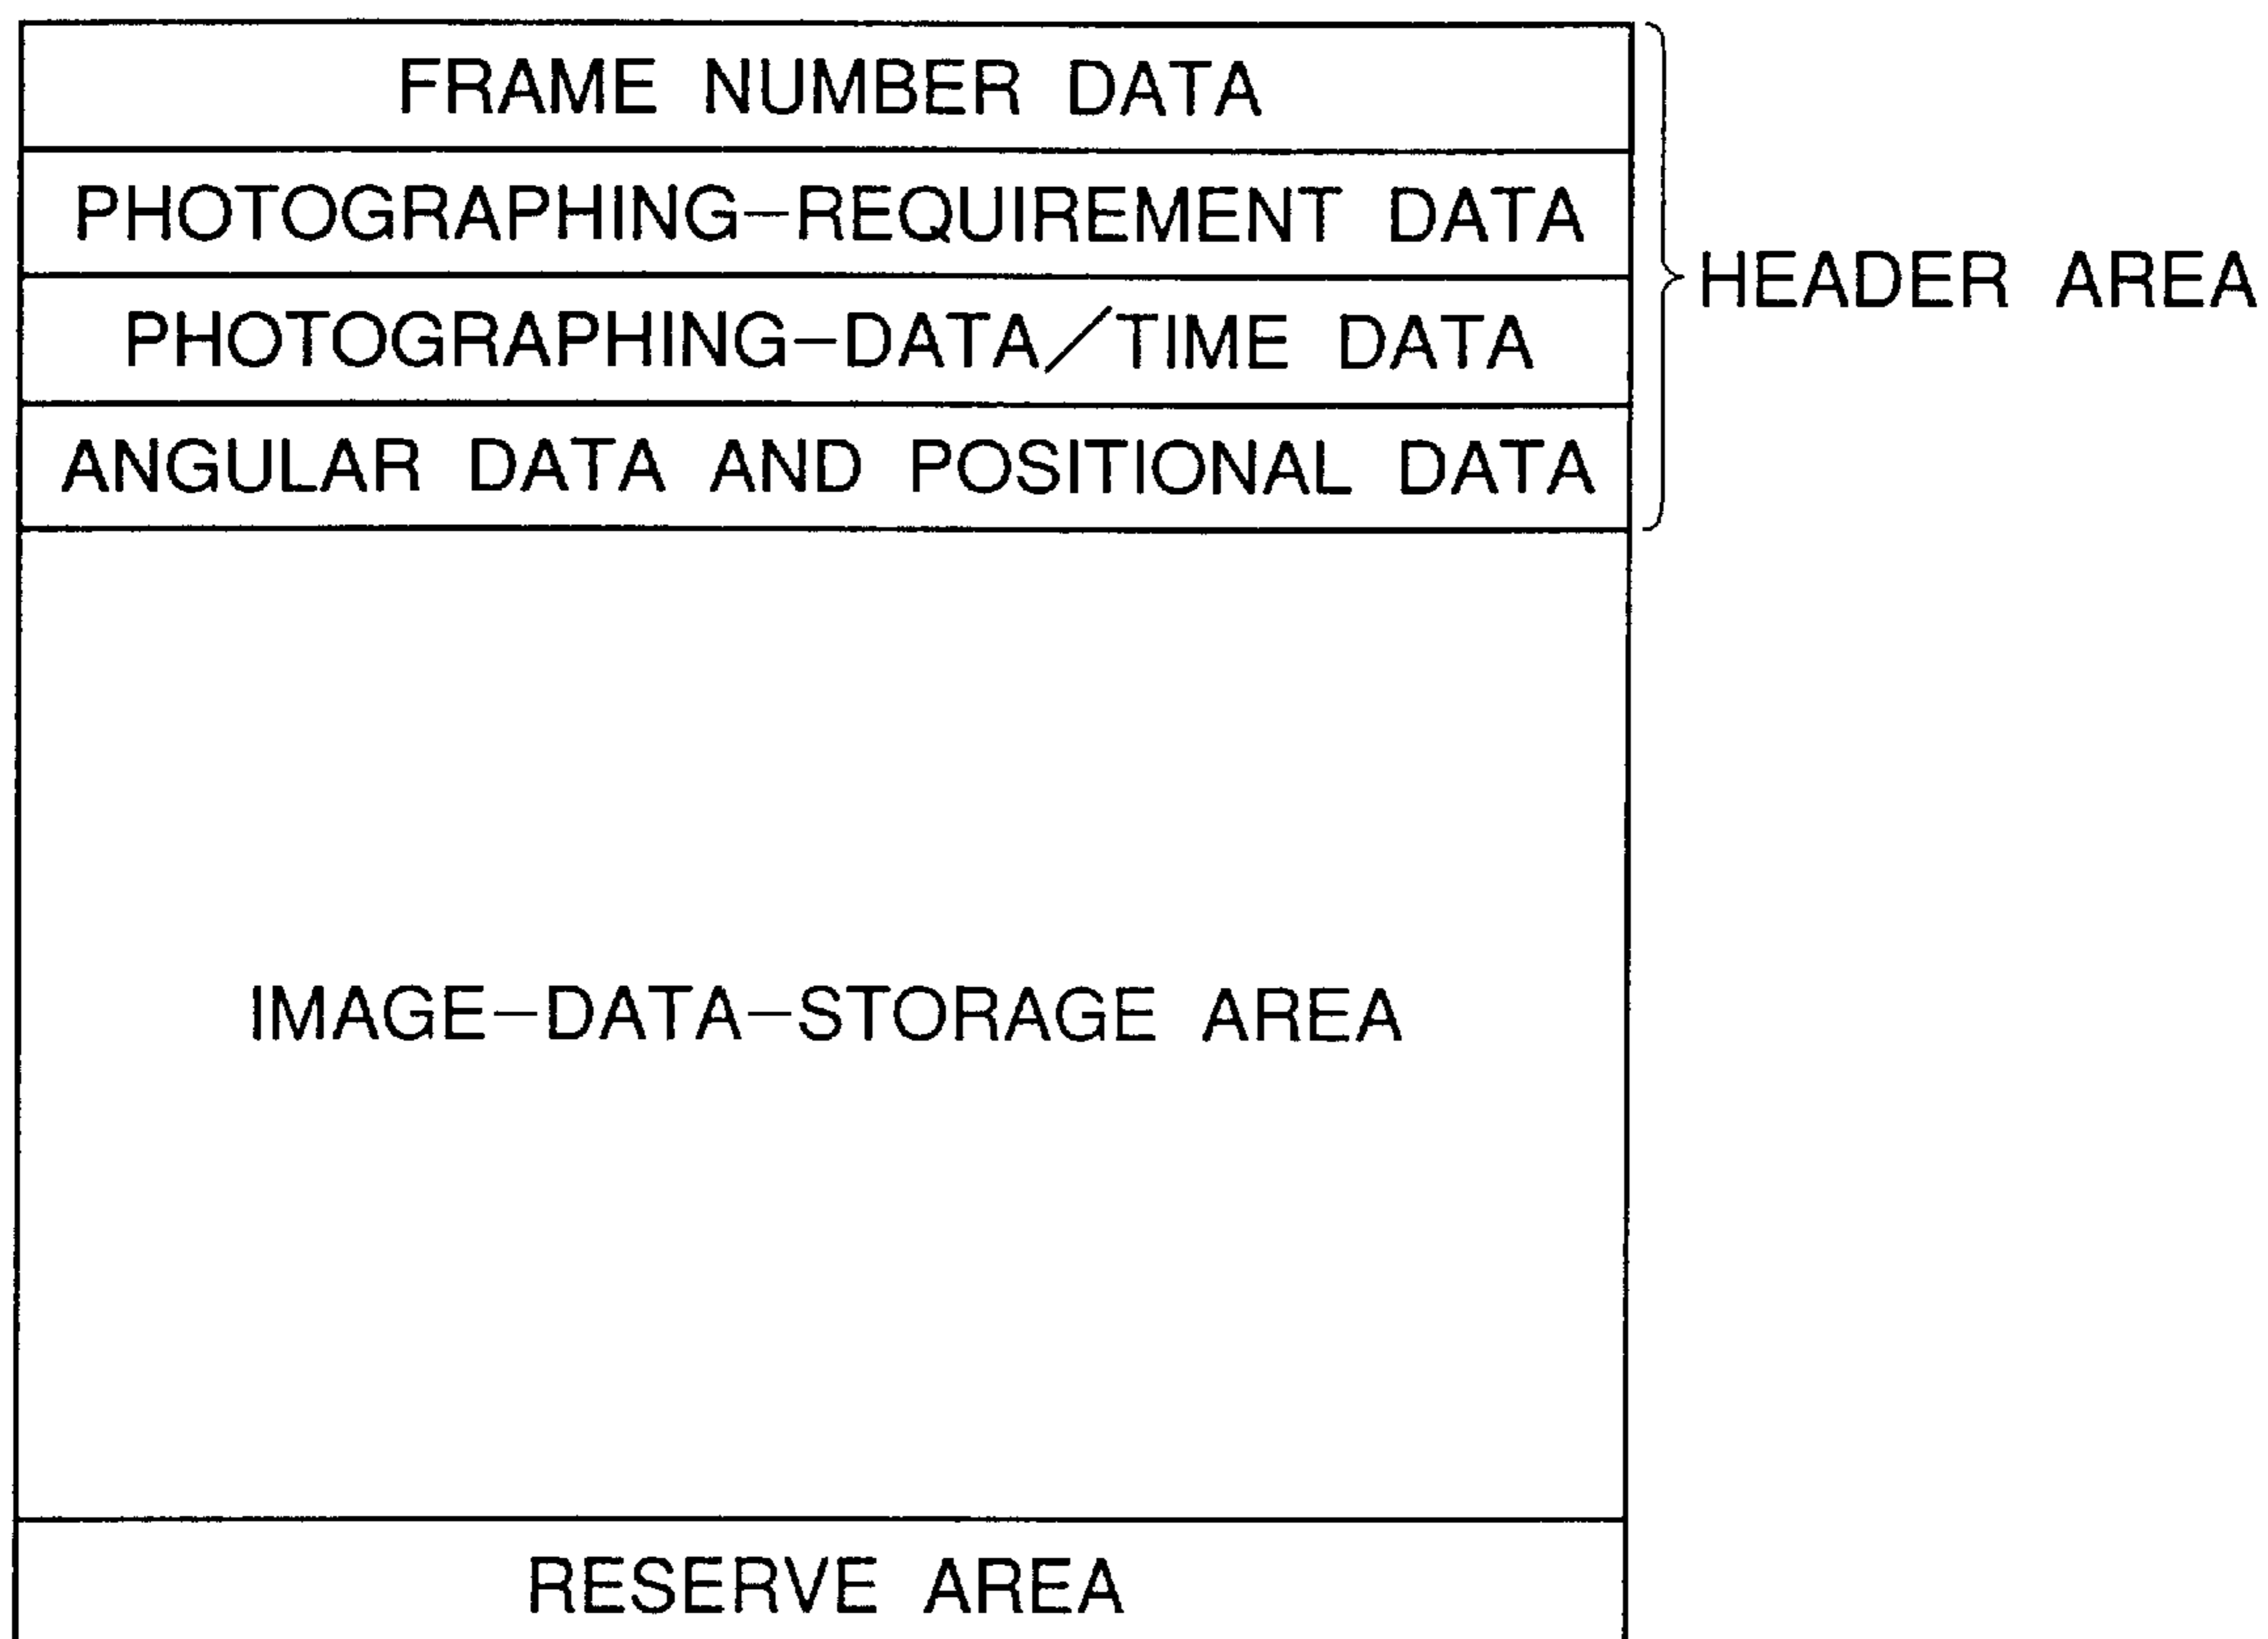 FRAME NUMBER DATA
PHOTOGRAPHING-REQUIREMENT DATA
HEADER AREA
PHOTOGRAPHING-DATA/TIME DATA
ANGULAR DATA AND POSITIONAL DATA
IMAGE-DATA-STORAGE AREA
RESERVE AREA